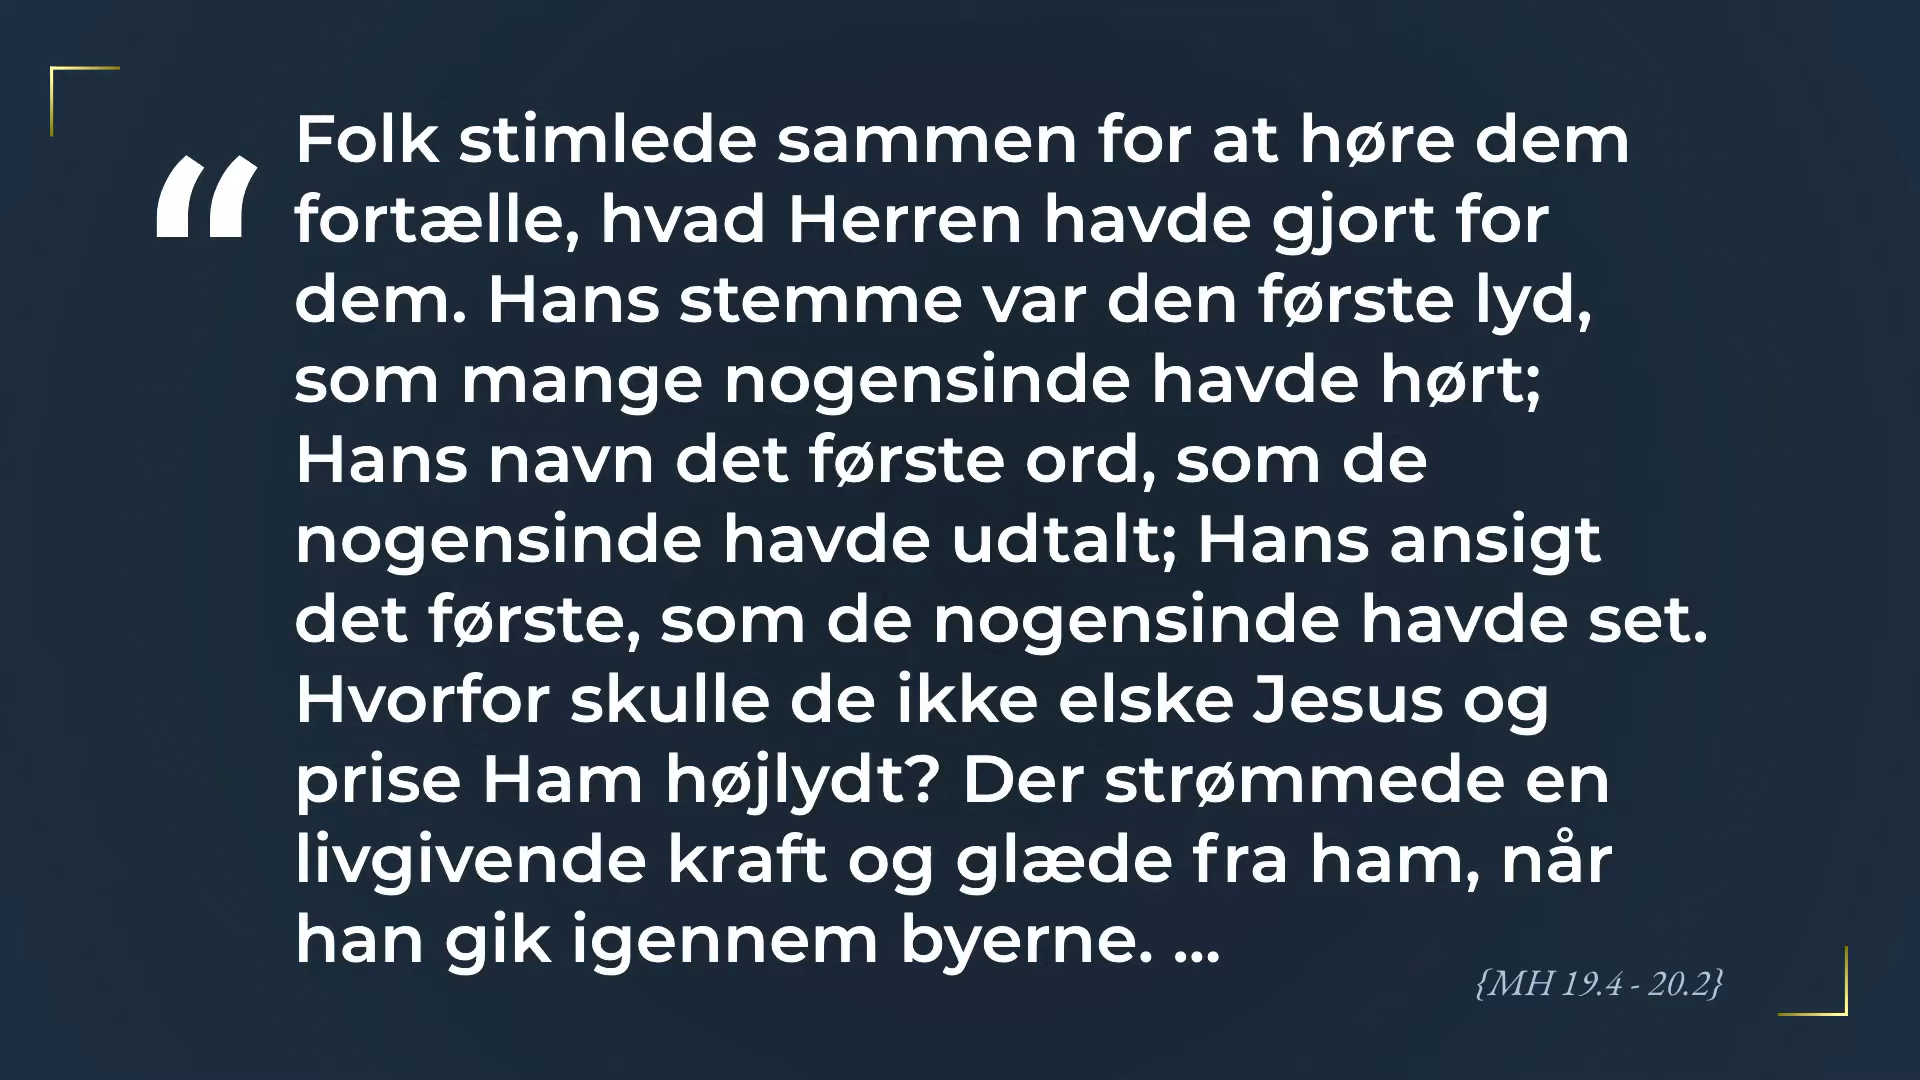 “
Folk stimlede sammen for at høre dem
fortælle, hvad Herren havde gjort for
dem. Hans stemme var den første lyd,
som mange nogensinde havde hørt;
Hans navn det første ord, som de
nogensinde havde udtalt; Hans ansigt
det første, som de nogensinde havde set.
Hvorfor skulle de ikke elske Jesus og
prise Ham højlydt? Der strømmede en
livgivende kraft og glæde fra ham, når
han gik igennem byerne. ...
{MH 19.4 - 20.2}